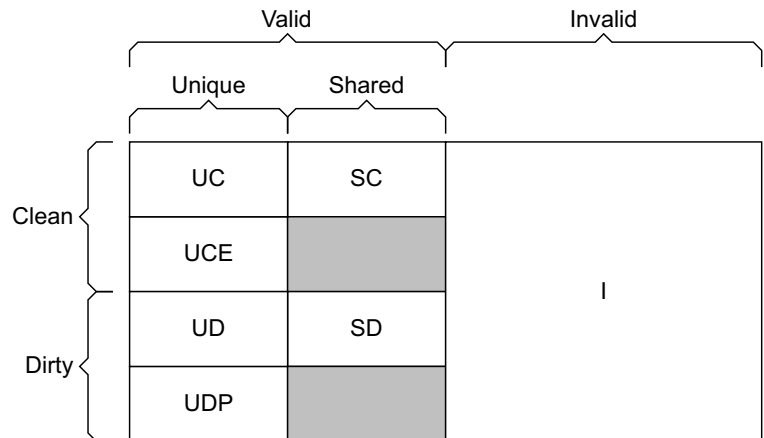 Valid Invalid
Unique Shared
UC SC
Clean
UCE
I
UD SD
Dirty
UDP